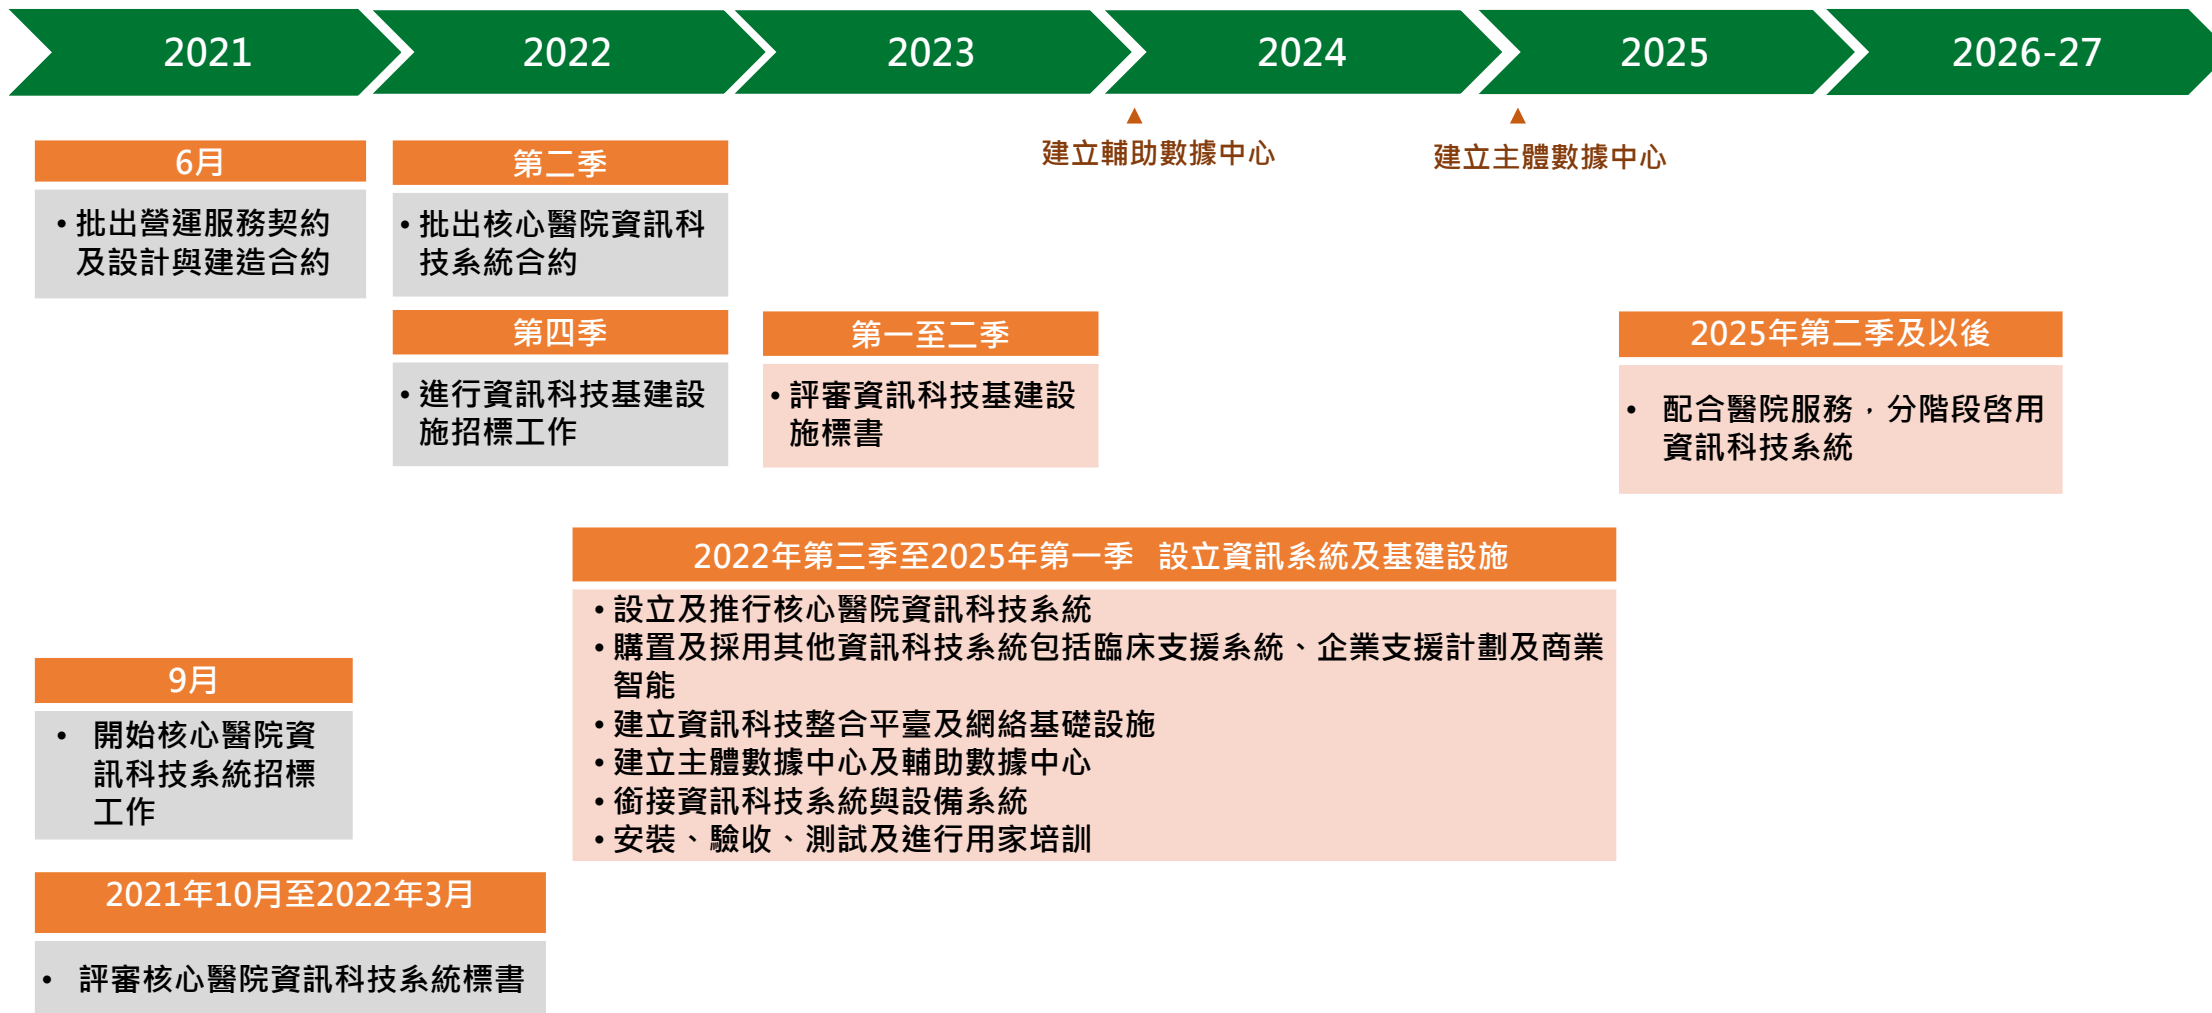 2021
2022
2023
2024
2025
2026-27
建立輔助數據中心
建立主體數據中心
6月
• 批出營運服務契約
及設計與建造合約
第二季
• 批出核心醫院資訊科
技系統合約
第四季
• 進行資訊科技基建設
施招標工作
第一至二季
• 評審資訊科技基建設
施標書
2025年第二季及以後
• 配合醫院服務，分階段啓用
資訊科技系統
2022年第三季至2025年第一季 設立資訊系統及基建設施
• 設立及推行核心醫院資訊科技系統
• 購置及採用其他資訊科技系統包括臨床支援系統、企業支援計劃及商業
智能
• 建立資訊科技整合平臺及網絡基礎設施
• 建立主體數據中心及輔助數據中心
• 銜接資訊科技系統與設備系統
• 安裝、驗收、測試及進行用家培訓
9月
• 開始核心醫院資
訊科技系統招標
工作
2021年10月至2022年3月
• 評審核心醫院資訊科技系統標書